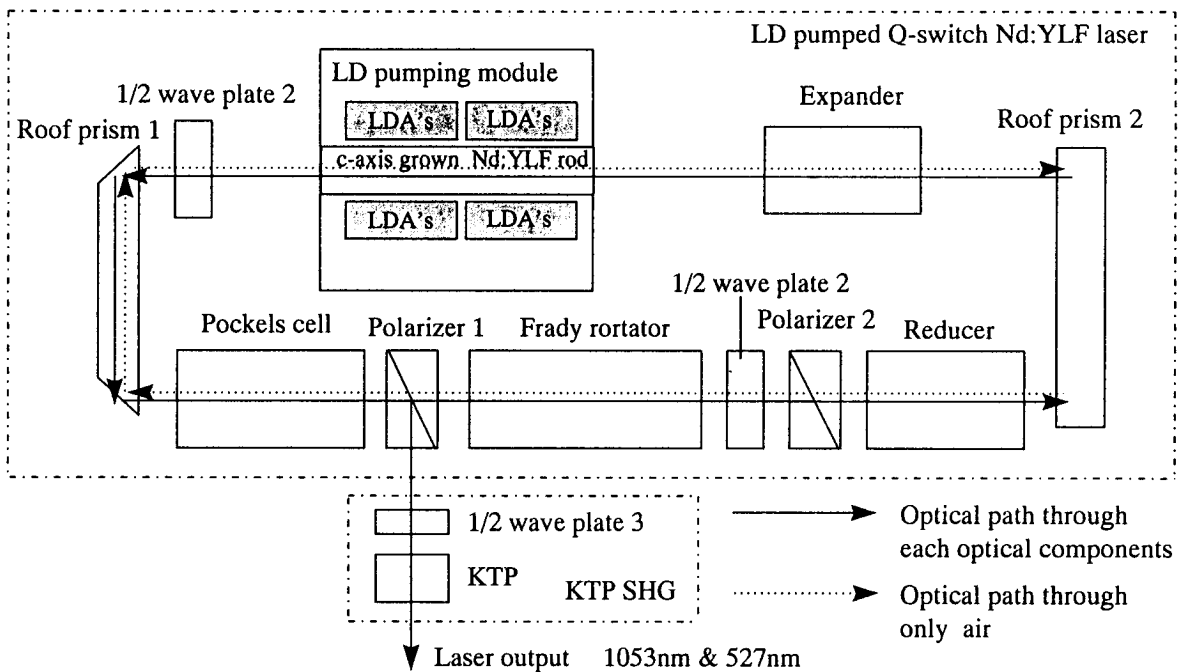 LD pumped Q-switch Nd:YLF laser
LD pumping module
1/2 wave plate 2
Expander
Roof prism 1
LDA's
LDA's
Roof prism 2
c-axis grown Nd:YLF rod
LDA's
LDA's
1/2 wave plate 2
Pockels cell
Polarizer 1
Frady rortator
Polarizer 2
Reducer
1/2 wave plate 3
KTP
KTP SHG
Optical path through
each optical components
Optical path through
only air
Laser output 1053nm & 527nm